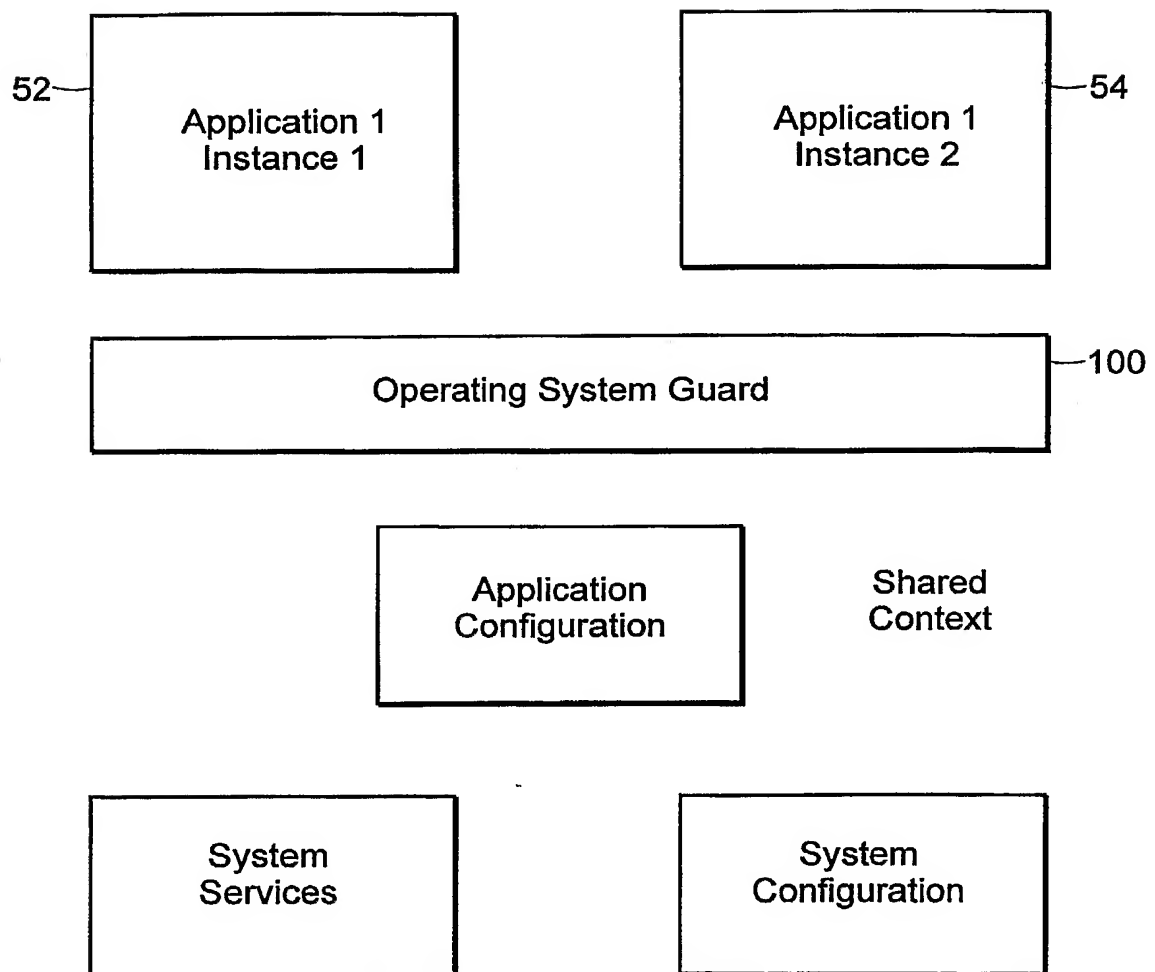 52
Application 1
Instance 1
Application 1
Instance 2
54
Operating System Guard
100
Application
Configuration
Shared
Context
System
Services
System
Configuration